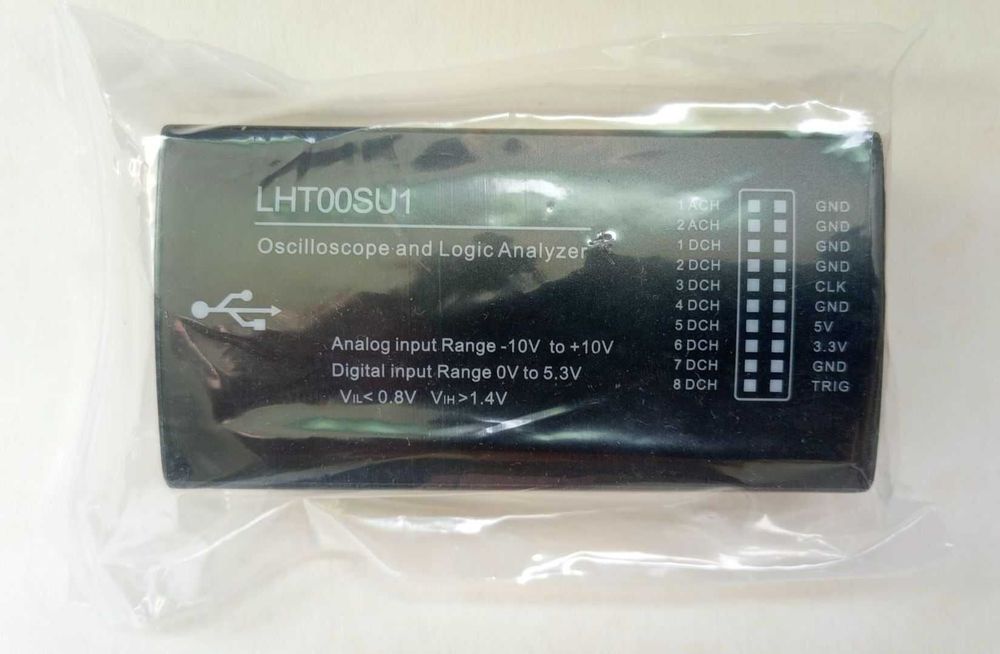 LHT00SU1
Oscilloscope and Logic Analyzer
Analog input Range -10V to +10V
Digital input Range 0V to 5.3V
VIL< 0.8V VIH >1.4V
1 ACH GND
2 ACH GND
1 DCH GND
2 DCH GND
3 DCH CLK
4 DCH GND
5 DCH 5V
6 DCH 3.3V
7 DCH GND
8 DCH TRIG